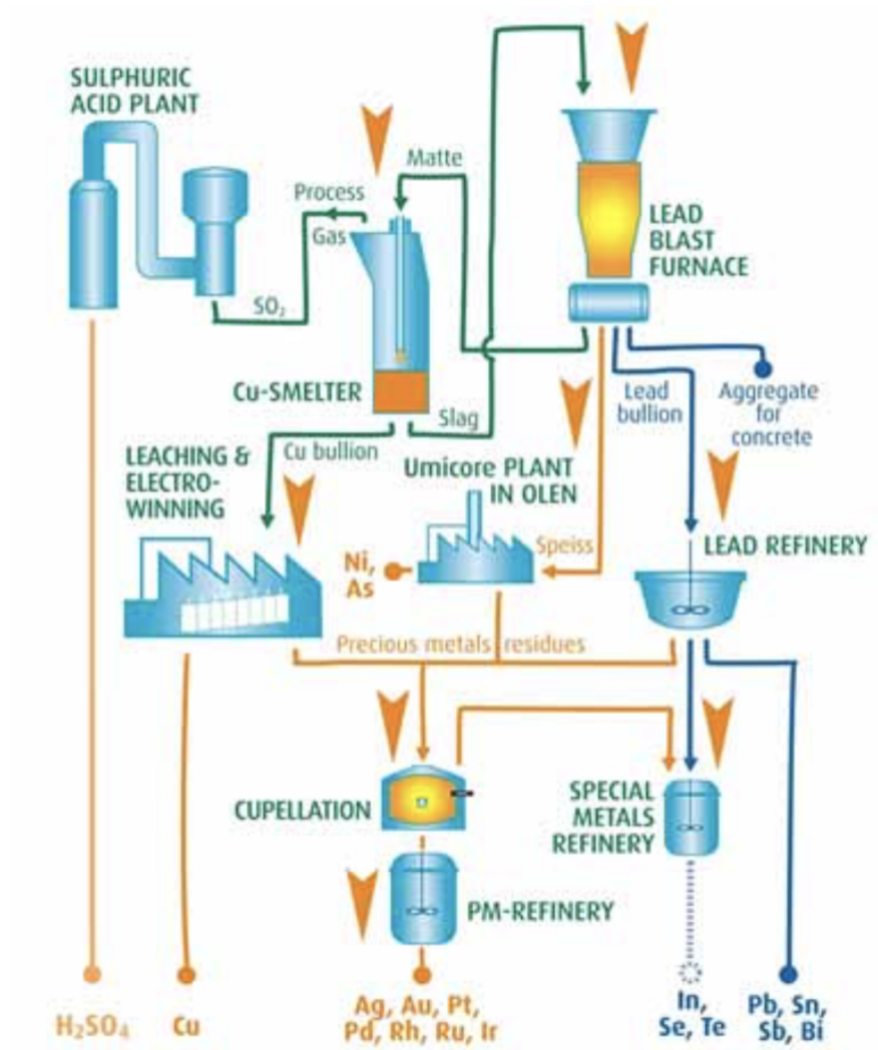 SULPHURIC
ACID PLANT
Matte
Process
Gas
LEAD
BLAST
FURNACE
SO₂
Cu-SMELTER
Slag
Lead
bullion
Aggregate
for
concrete
Cu bullion
LEACHING &
ELECTRO-
WINNING
Umicore PLANT
IN OLEN
Speiss
LEAD REFINERY
Ni,
As
Precious metals residues
CUPELLATION
SPECIAL
METALS
REFINERY
PM-REFINERY
H₂SO₄
Cu
Ag, Au, Pt,
Pd, Rh, Ru, Ir
In,
Se, Te
Pb, Sn,
Sb, Bi